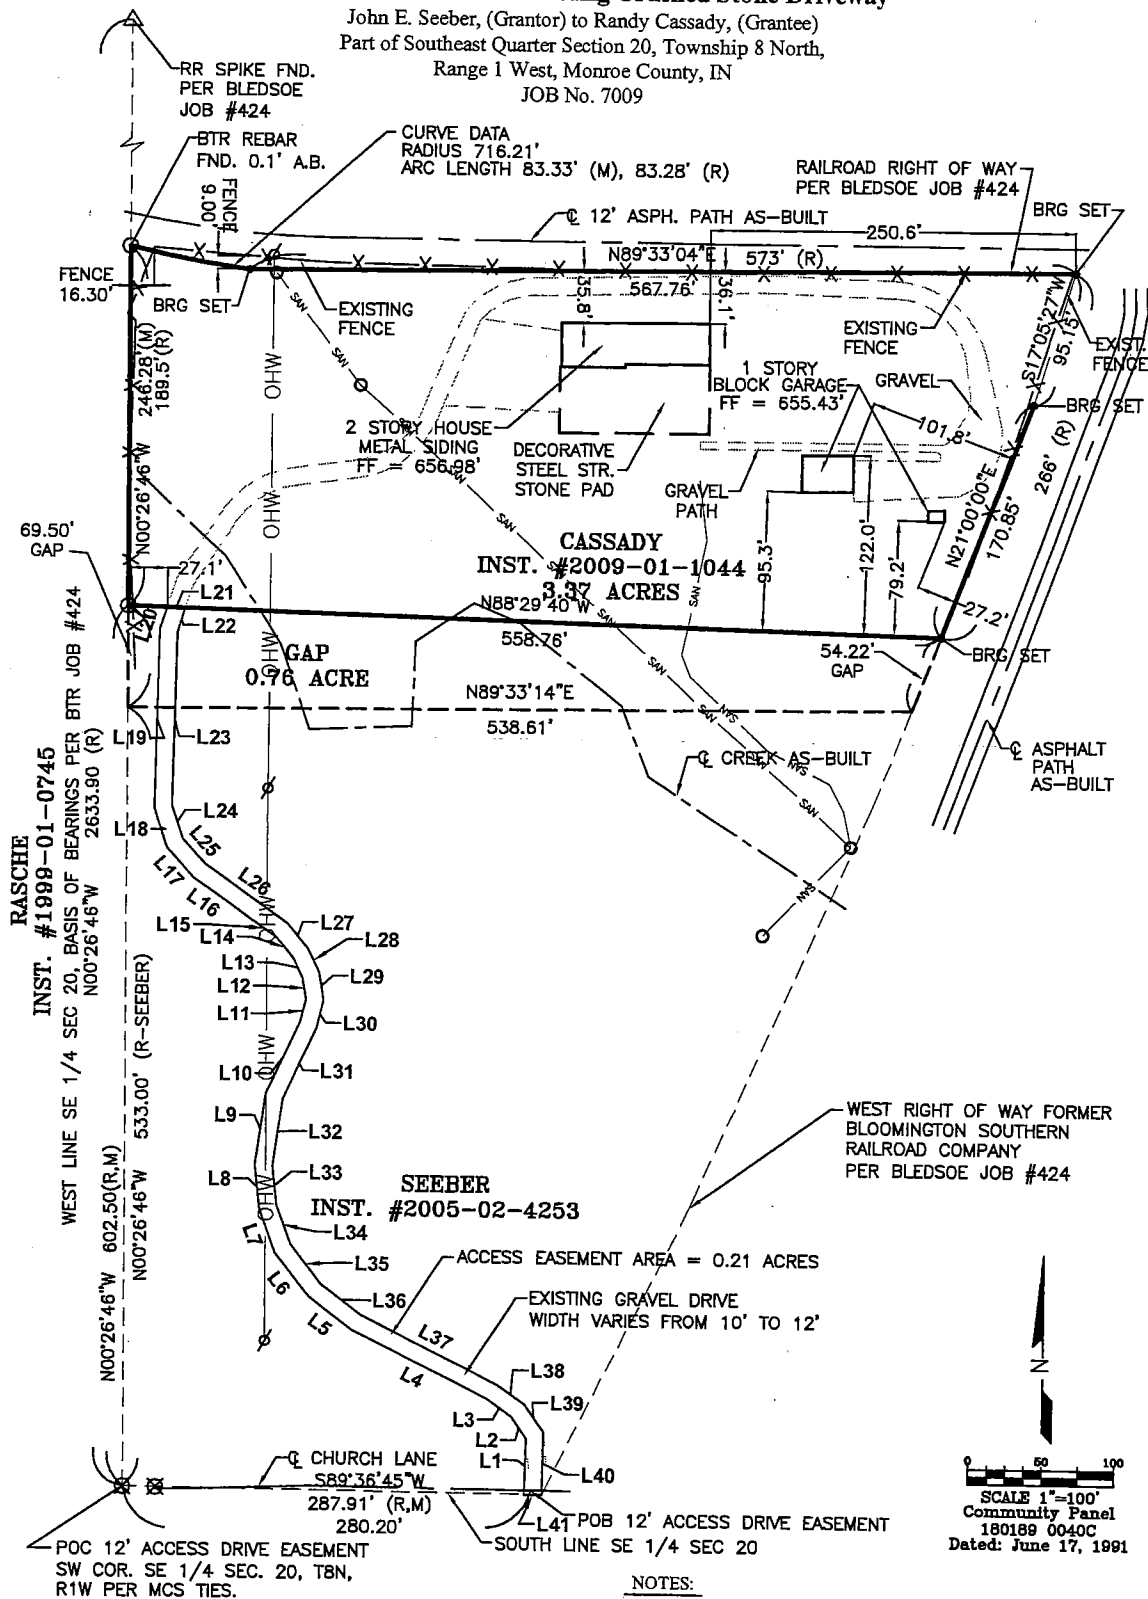 Crushed Stone Driveway
John E. Seeber, (Grantor) to Randy Cassady, (Grantee)
Part of Southeast Quarter Section 20, Township 8 North,
Range 1 West, Monroe County, IN
JOB No. 7009
RR SPIKE FND.
PER BLEDSOE
JOB #424
BTR REBAR
FND. 0.1' A.B.
CURVE DATA
RADIUS 716.21'
ARC LENGTH 83.33' (M), 83.28' (R)
RAILROAD RIGHT OF WAY
PER BLEDSOE JOB #424
BRG SET
FENCE
9.00'
℄ 12' ASPH. PATH AS-BUILT
250.6'
N89°33'04"E
573' (R)
567.76'
FENCE
16.30'
BRG SET
EXISTING
FENCE
35.8'
36.1'
EXISTING
FENCE
S17°05'27"W
95.15'
EXIST.
FENCE
SAN
OHW
246.28'(M)
189.5'(R)
N00°26'46"W
1 STORY
BLOCK GARAGE
FF = 655.43'
GRAVEL
BRG SET
101.8'
266' (R)
2 STORY HOUSE
METAL SIDING
FF = 656.98'
DECORATIVE
STEEL STR.
STONE PAD
GRAVEL
PATH
SAN
OHW
N21°00'00"E
170.85'
69.50'
GAP
27.1'
L21
L20
L22
CASSADY
INST. #2009-01-1044
3.37 ACRES
SAN
95.3'
122.0'
79.2'
27.2'
N88°29'40"W
558.76'
54.22'
GAP
BRG SET
GAP
0.76 ACRE
OHW
SAN
N89°33'14"E
538.61'
L19
L23
SAN
SAN
SAN
SAN
℄ CREEK AS-BUILT
℄ ASPHALT
PATH
AS-BUILT
L24
L18
L25
L17
L26
L16
SAN
RASCHE
INST. #1999-01-0745
WEST LINE SE 1/4 SEC 20, BASIS OF BEARINGS PER BTR JOB #424
N00°26'46"W 2633.90 (R)
OHW
L15
L27
L14
L28
L13
L12
L29
L11
L30
OHW
L10
L31
533.00' (R-SEEBER)
N00°26'46"W
602.50(R,M)
N00°26'46"W
L9
L32
L8
L33
OHW
WEST RIGHT OF WAY FORMER
BLOOMINGTON SOUTHERN
RAILROAD COMPANY
PER BLEDSOE JOB #424
SEEBER
INST. #2005-02-4253
L34
L7
L35
ACCESS EASEMENT AREA = 0.21 ACRES
L6
L36
EXISTING GRAVEL DRIVE
WIDTH VARIES FROM 10' TO 12'
L5
L37
L4
L38
L39
L3
L2
L1
L40
N
℄ CHURCH LANE
S89°36'45"W
287.91' (R,M)
280.20'
L41
POB 12' ACCESS DRIVE EASEMENT
SOUTH LINE SE 1/4 SEC 20
POC 12' ACCESS DRIVE EASEMENT
SW COR. SE 1/4 SEC. 20, T8N,
R1W PER MCS TIES.
0 50 100
SCALE 1"=100'
Community Panel
180189 0040C
Dated: June 17, 1991
NOTES: